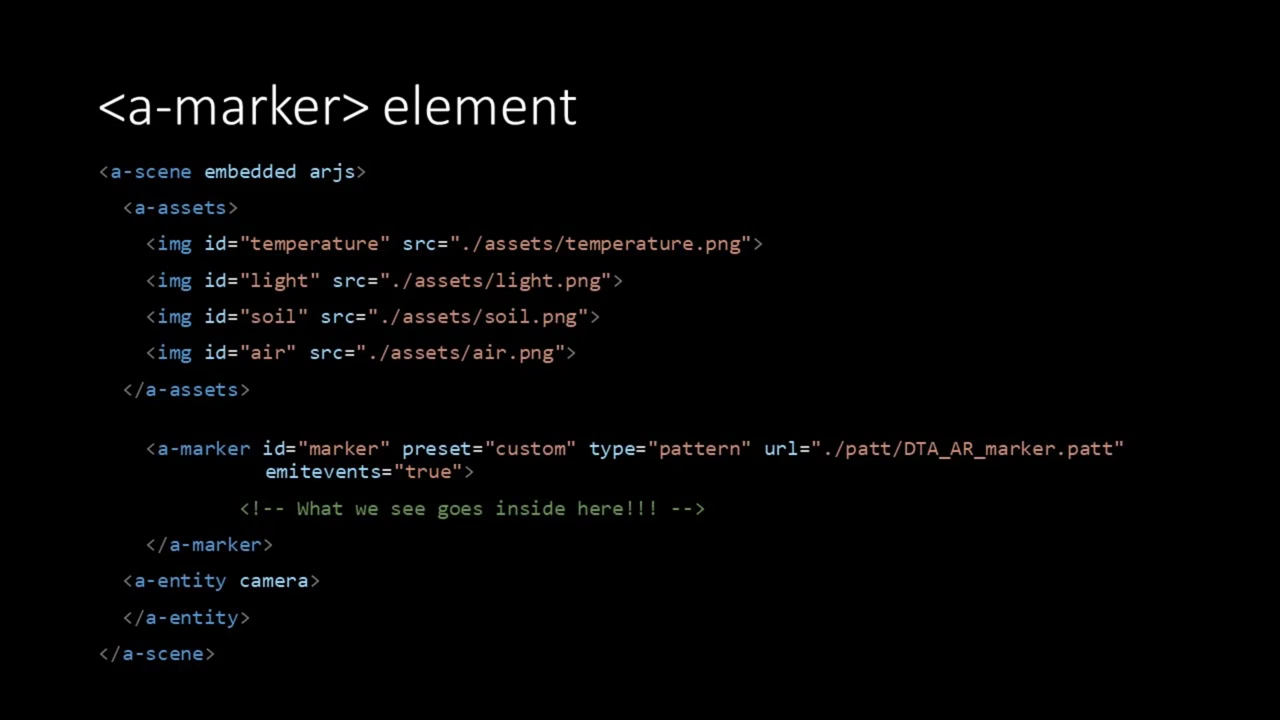 <a-marker> element
<a-scene embedded arjs>
<a-assets>
<img id="temperature" src="./assets/temperature.png">
<img id="light" src="./assets/light.png">
<img id="soil" src="./assets/soil.png">
<img id="air" src="./assets/air.png">
</a-assets>
<a-marker id="marker" preset="custom" type="pattern" url="./patt/DTA_AR_marker.patt"
emitevents="true">
<!-- What we see goes inside here!!! -->
</a-marker>
<a-entity camera>
</a-entity>
</a-scene>